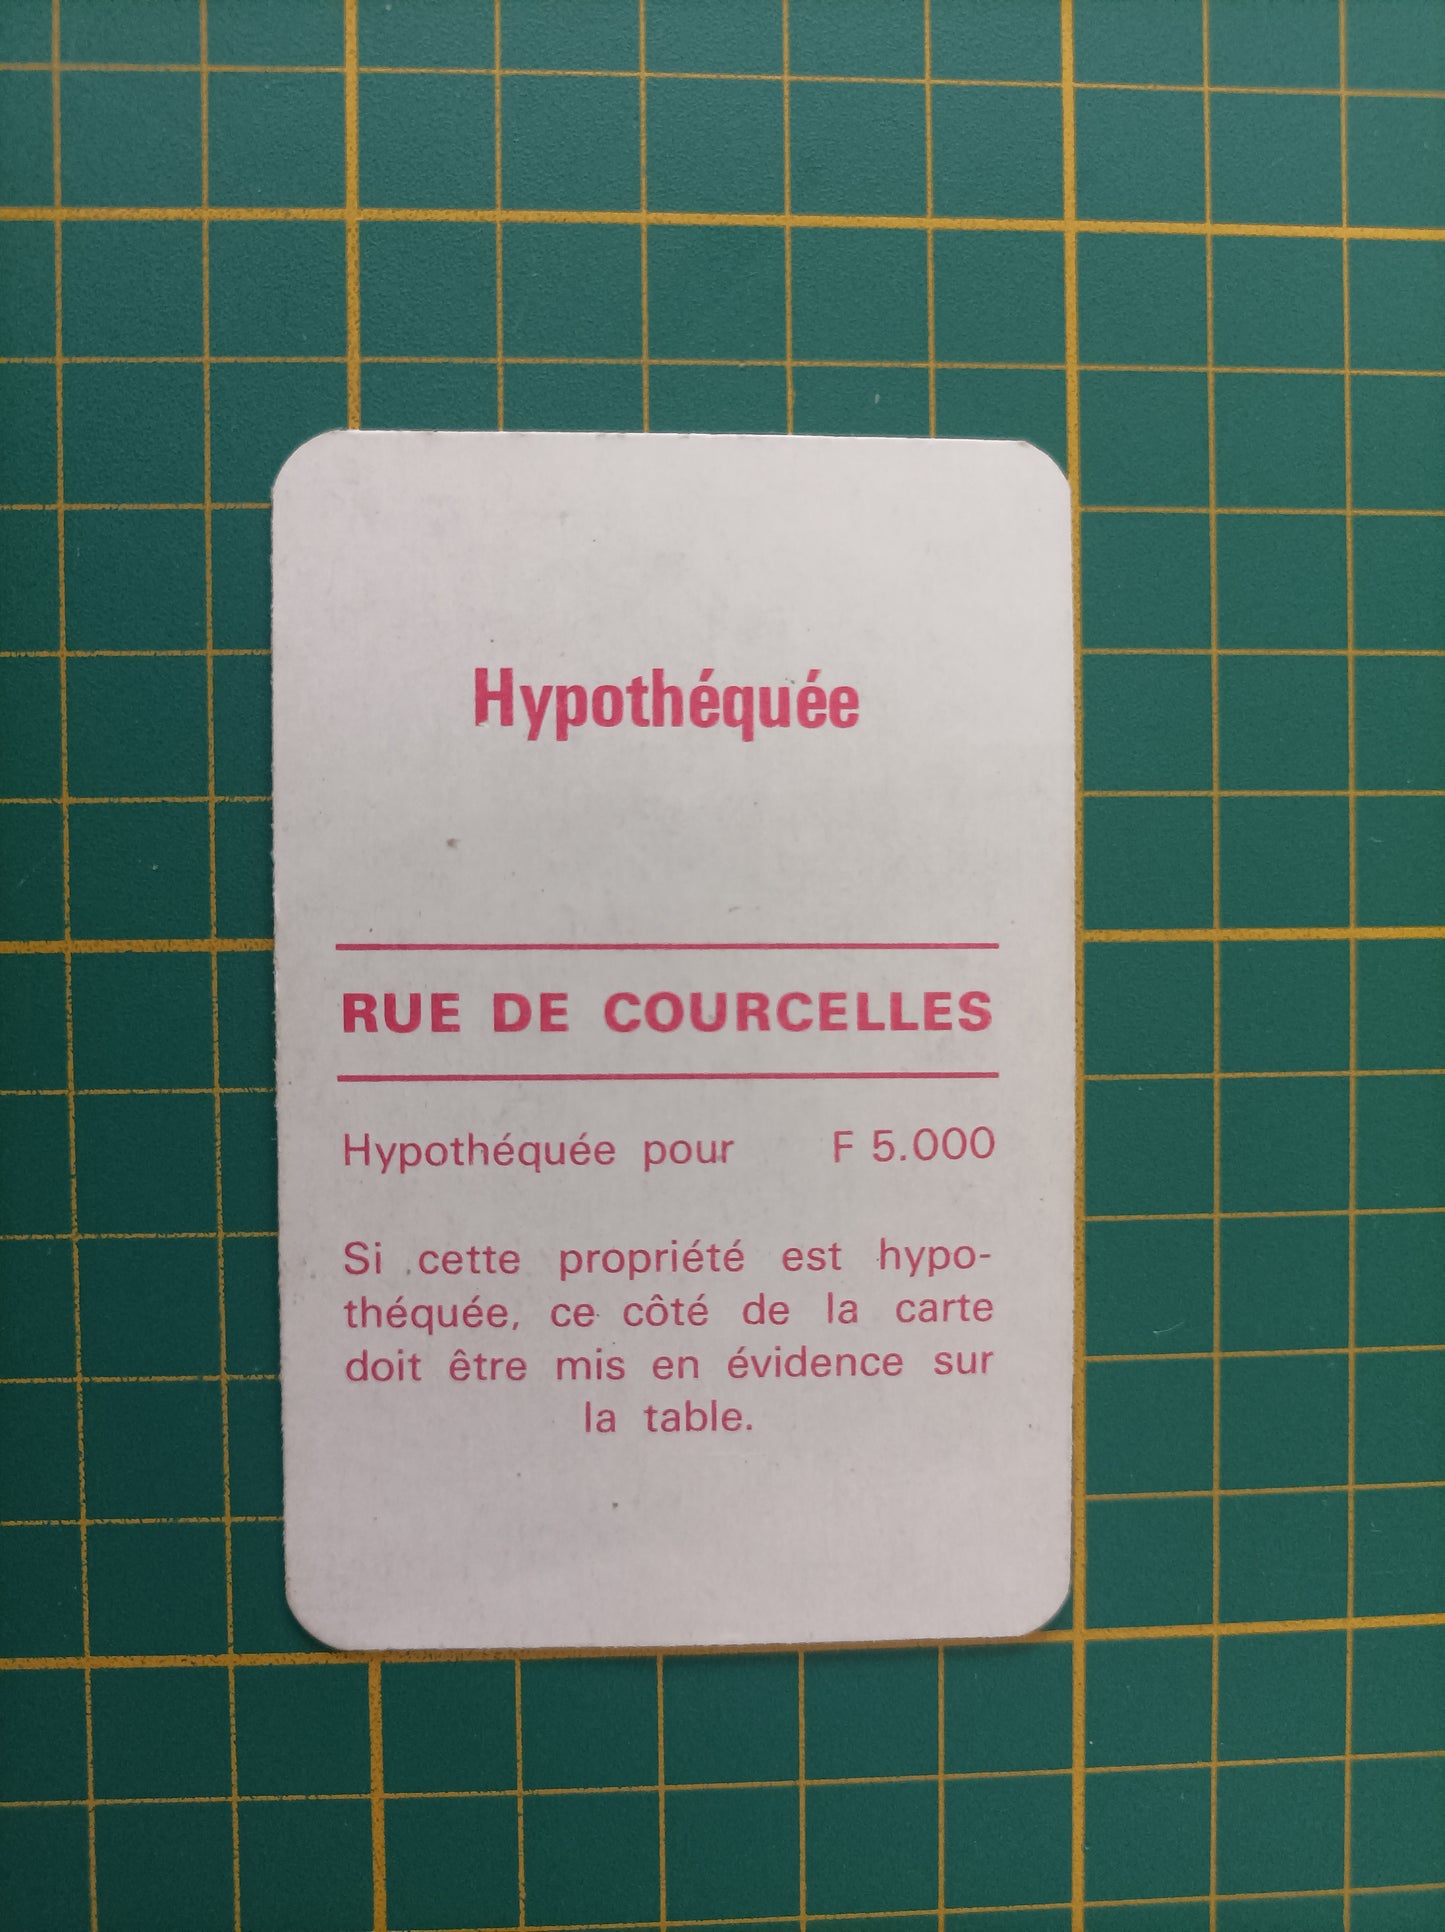 Hypothéquée
RUE DE COURCELLES
Hypothéquée pour F 5.000
Si cette propriété est hypo-
théquée, ce côté de la carte
doit être mis en évidence sur
la table.